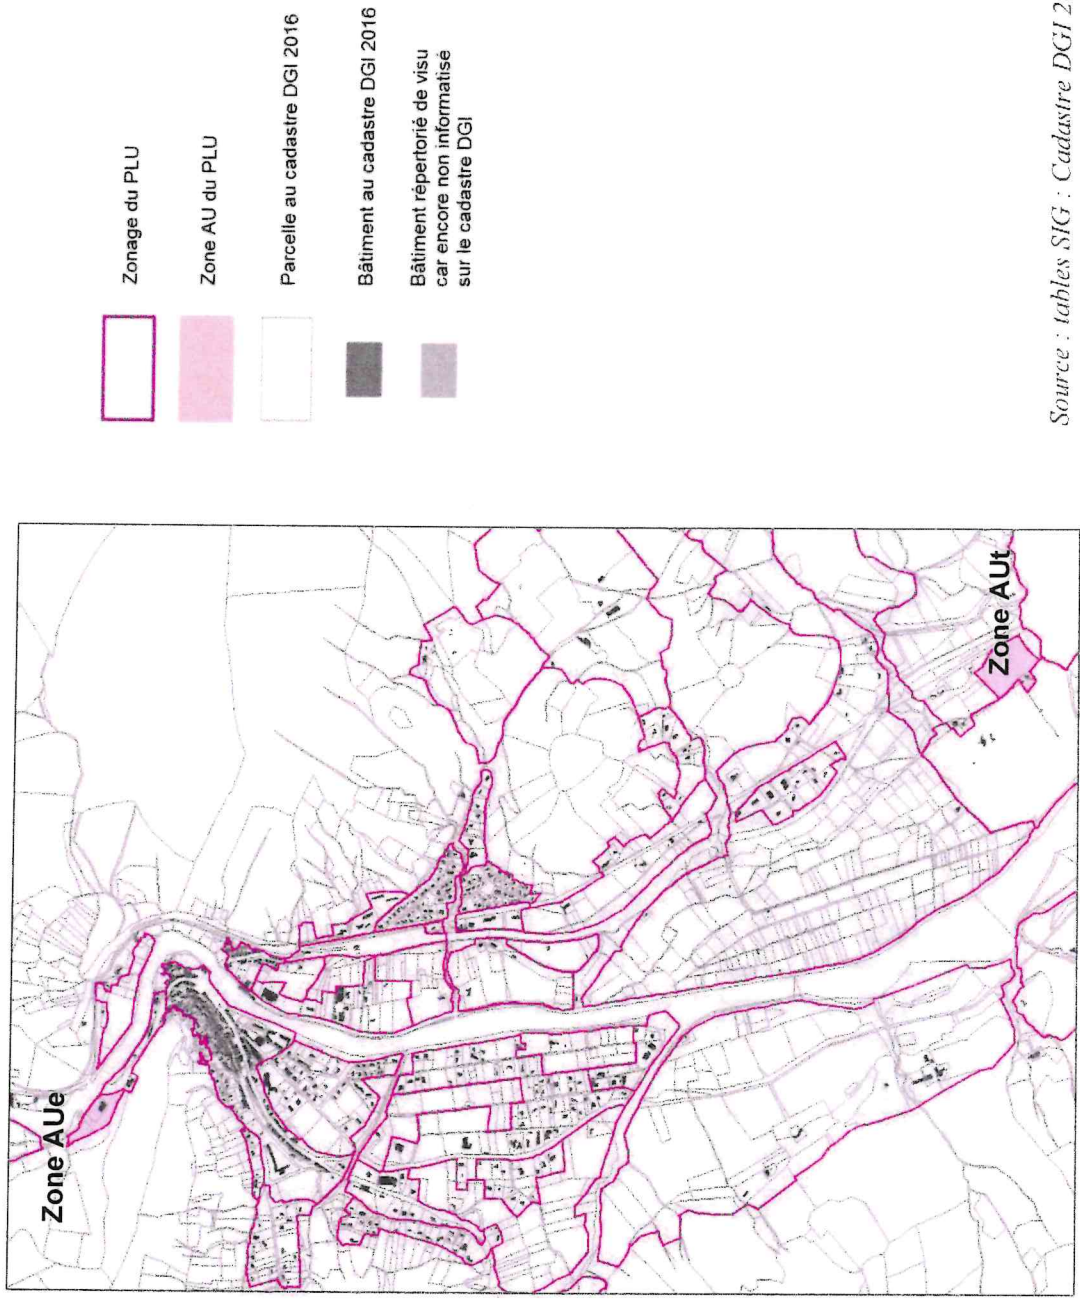 Zonage du PLU
Zone AU du PLU
Parcelle au cadastre DGI 2016
Bâtiment au cadastre DGI 2016
Bâtiment répertorié de visu
car encore non informatisé
sur le cadastre DGI
Zone AUe
Zone AUt
Source : tables SIG : Cadastre DGI 2